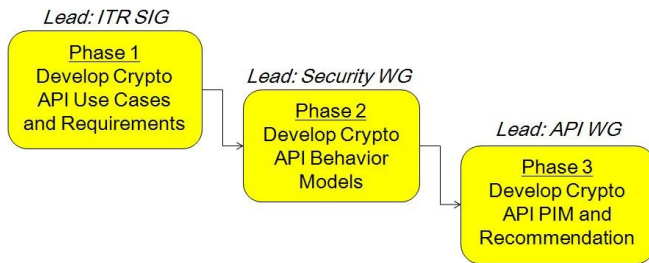 Lead: ITR SIG
Phase 1
Develop Crypto
API Use Cases
and Requirements
Lead: Security WG
Phase 2
Develop Crypto
API Behavior
Models
Lead: API WG
Phase 3
Develop Crypto
API PIM and
Recommendation